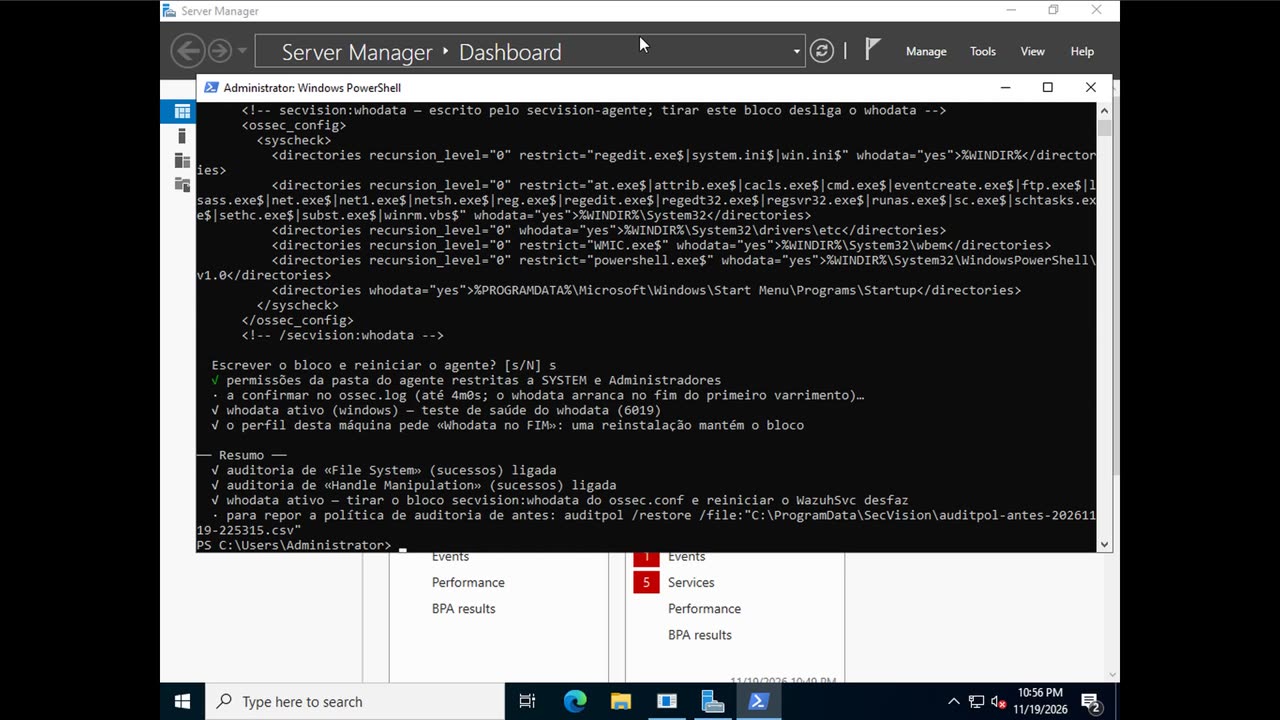 Server Manager
Server Manager ‣ Dashboard
Manage Tools View Help
Administrator: Windows PowerShell
<!-- secvision:whodata — escrito pelo secvision-agente; tirar este bloco desliga o whodata -->
<ossec_config>
<syscheck>
<directories recursion_level="0" restrict="regedit.exe$|system.ini$|win.ini$" whodata="yes">%WINDIR%</director
ies>
<directories recursion_level="0" restrict="at.exe$|attrib.exe$|cacls.exe$|cmd.exe$|eventcreate.exe$|ftp.exe$|l
sass.exe$|net.exe$|net1.exe$|netsh.exe$|reg.exe$|regedit.exe$|regedt32.exe$|regsvr32.exe$|runas.exe$|sc.exe$|schtasks.ex
e$|sethc.exe$|subst.exe$|winrm.vbs$" whodata="yes">%WINDIR%\System32</directories>
<directories recursion_level="0" whodata="yes">%WINDIR%\System32\drivers\etc</directories>
<directories recursion_level="0" restrict="WMIC.exe$" whodata="yes">%WINDIR%\System32\wbem</directories>
<directories recursion_level="0" restrict="powershell.exe$" whodata="yes">%WINDIR%\System32\WindowsPowerShell\
v1.0</directories>
<directories whodata="yes">%PROGRAMDATA%\Microsoft\Windows\Start Menu\Programs\Startup</directories>
</syscheck>
</ossec_config>
<!-- /secvision:whodata -->
Escrever o bloco e reiniciar o agente? [s/N] s
√ permissões da pasta do agente restritas a SYSTEM e Administradores
· a confirmar no ossec.log (até 4m0s; o whodata arranca no fim do primeiro varrimento)…
√ whodata ativo (windows) — teste de saúde do whodata (6019)
√ o perfil desta máquina pede «Whodata no FIM»: uma reinstalação mantém o bloco
── Resumo ──
√ auditoria de «File System» (sucessos) ligada
√ auditoria de «Handle Manipulation» (sucessos) ligada
√ whodata ativo — tirar o bloco secvision:whodata do ossec.conf e reiniciar o WazuhSvc desfaz
· para repor a política de auditoria de antes: auditpol /restore /file:"C:\ProgramData\SecVision\auditpol-antes-202611
19-225315.csv"
PS C:\Users\Administrator>
Events
Performance
BPA results
1 Events
5 Services
Performance
BPA results
11/19/2026 10:49 PM
Type here to search
10:56 PM
11/19/2026
2